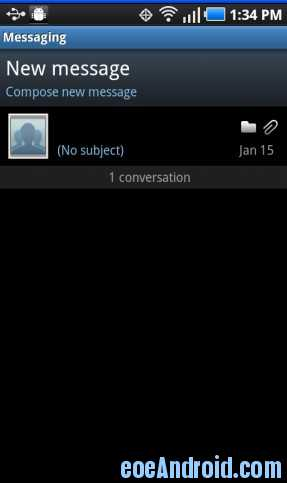 1:34 PM
Messaging
New message
Compose new message
(No subject)
Jan 15
1 conversation
eoeAndroid.com